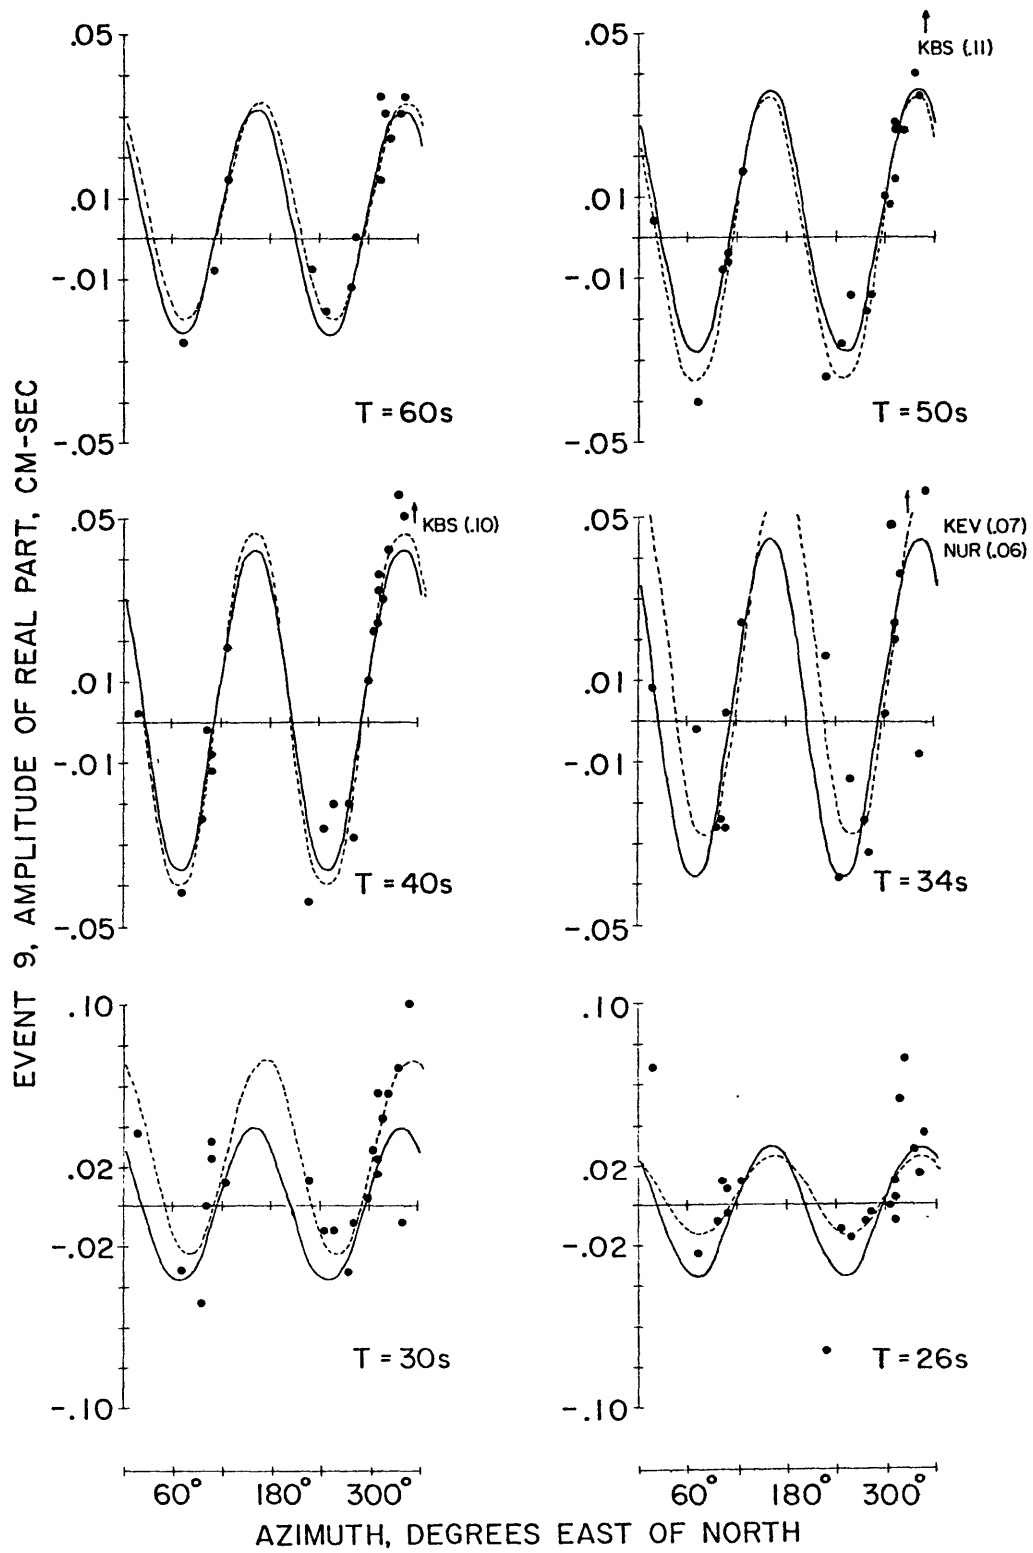 EVENT 9, AMPLITUDE OF REAL PART, CM-SEC
.05
.01
-.01
-.05
T = 60s
.05
.01
-.01
-.05
KBS (.11)
T = 50s
.05
.01
-.01
-.05
KBS (.10)
T = 40s
.05
.01
-.01
-.05
KEV (.07)
NUR (.06)
T = 34s
.10
.02
-.02
-.10
T = 30s
.10
.02
-.02
-.10
T = 26s
60° 180° 300°
60° 180° 300°
AZIMUTH, DEGREES EAST OF NORTH